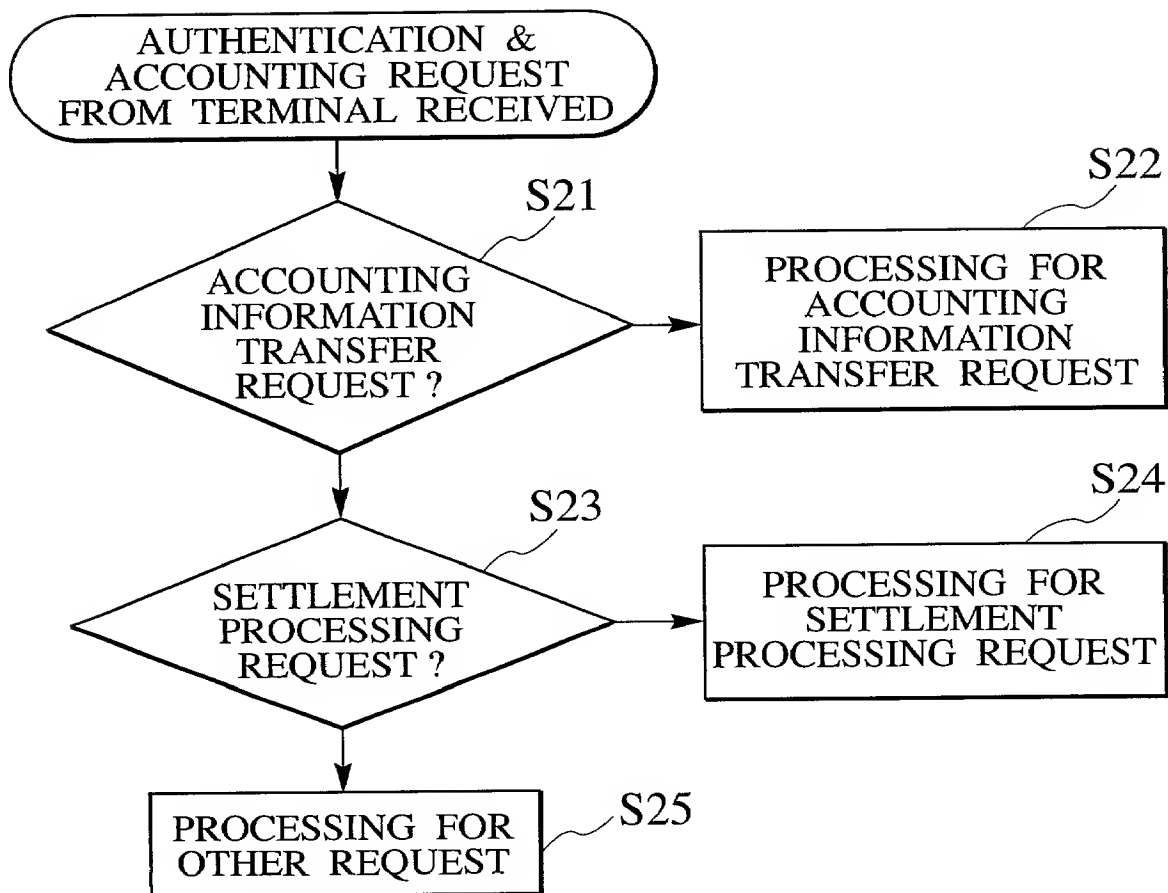 AUTHENTICATION &
ACCOUNTING REQUEST
FROM TERMINAL RECEIVED
S21
ACCOUNTING
INFORMATION
TRANSFER
REQUEST ?
S22
PROCESSING FOR
ACCOUNTING
INFORMATION
TRANSFER REQUEST
S23
SETTLEMENT
PROCESSING
REQUEST ?
S24
PROCESSING FOR
SETTLEMENT
PROCESSING REQUEST
S25
PROCESSING FOR
OTHER REQUEST